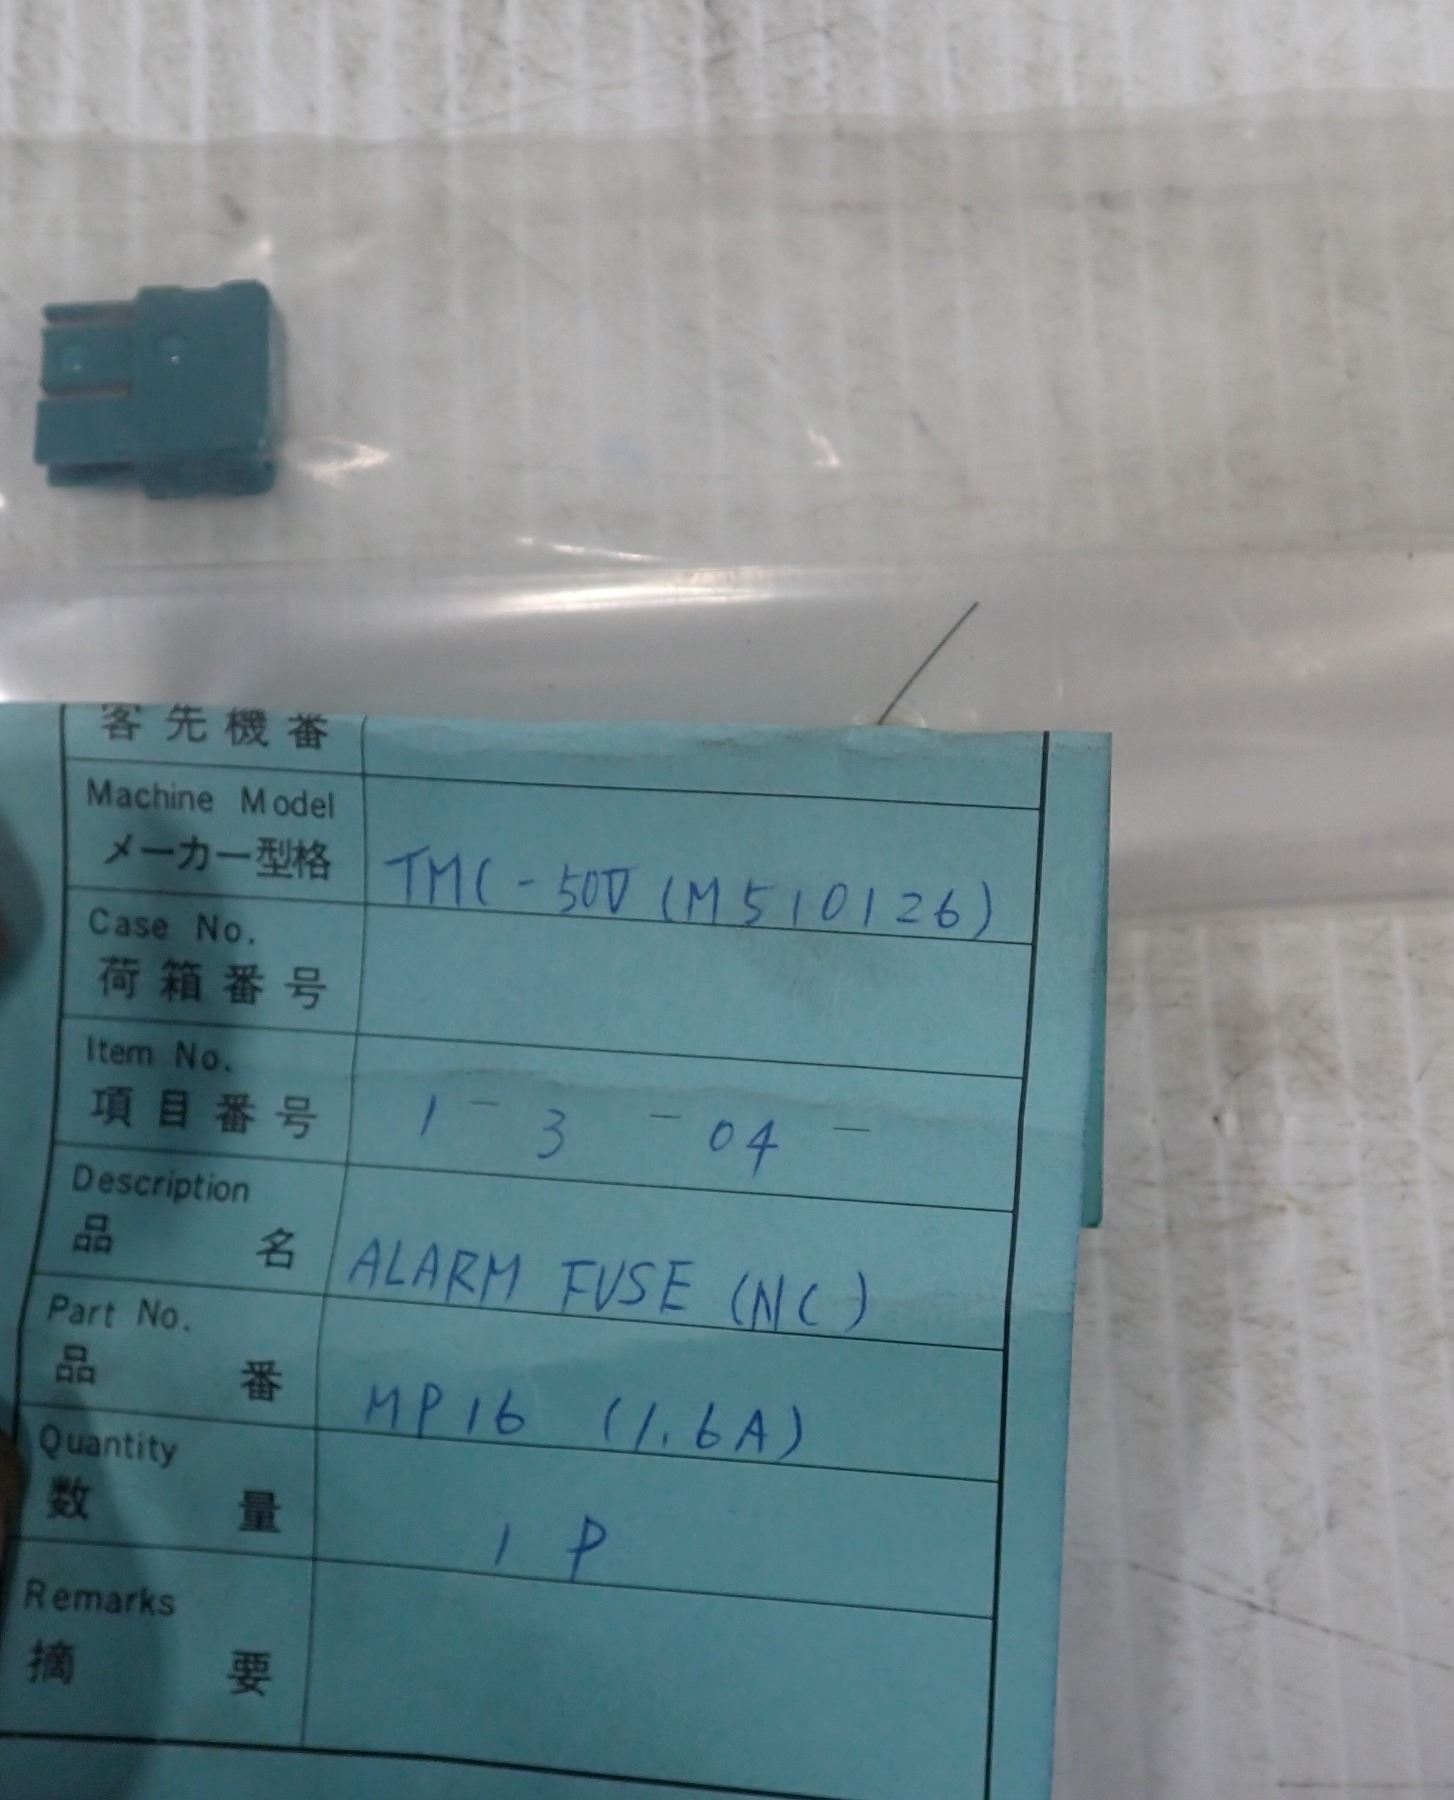 客先機番
Machine Model
メーカー型格
TMC-50V (M510126)
Case No.
荷箱番号
Item No.
項目番号
1 - 3 - 04 -
Description
品 名
ALARM FUSE (NC)
Part No.
品 番
MP16 (1.6A)
Quantity
数 量
1 P
Remarks
摘 要